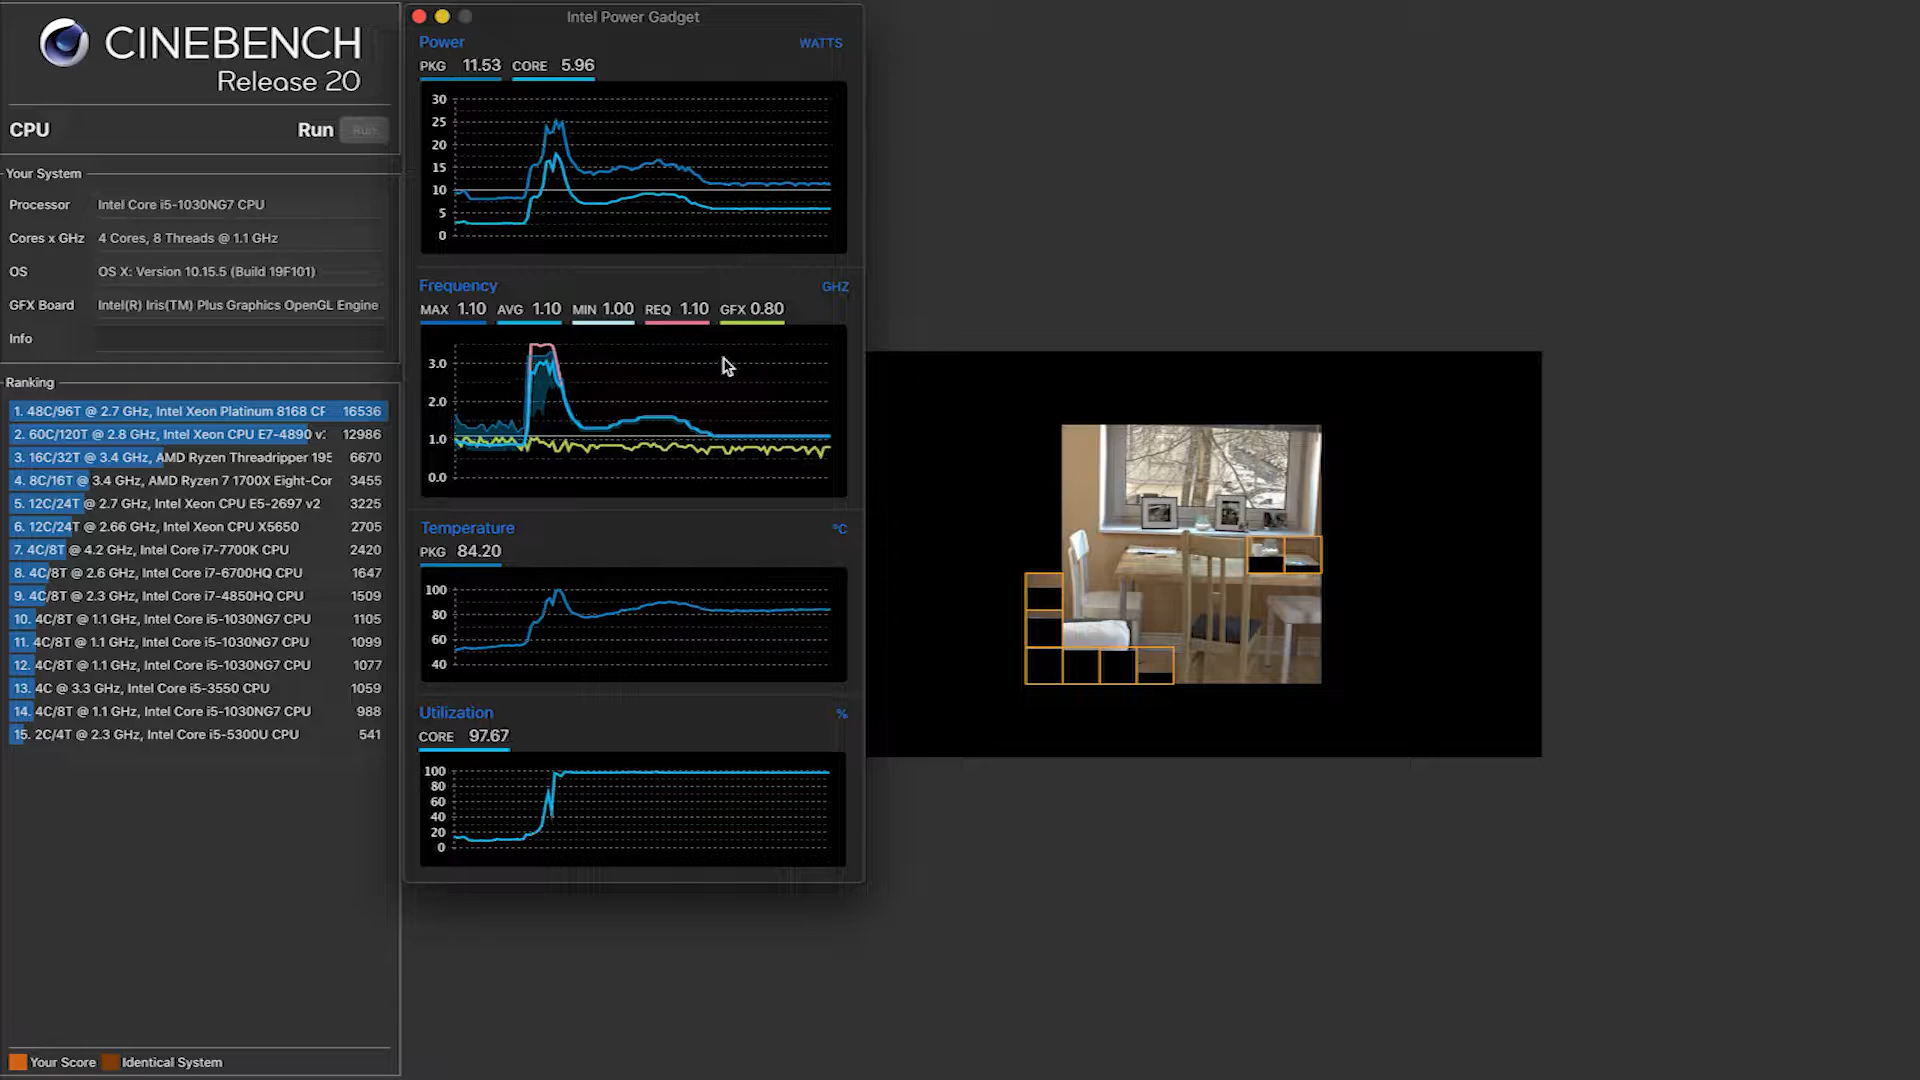 CINEBENCH
Release 20
CPU Run Run
Your System
Processor Intel Core i5-1030NG7 CPU
Cores x GHz 4 Cores, 8 Threads @ 1.1 GHz
OS OS X: Version 10.15.5 (Build 19F101)
GFX Board Intel(R) Iris(TM) Plus Graphics OpenGL Engine
Info
Ranking
1. 48C/96T @ 2.7 GHz, Intel Xeon Platinum 8168 CF 16536
2. 60C/120T @ 2.8 GHz, Intel Xeon CPU E7-4890 v: 12986
3. 16C/32T @ 3.4 GHz, AMD Ryzen Threadripper 195 6670
4. 8C/16T @ 3.4 GHz, AMD Ryzen 7 1700X Eight-Cor 3455
5. 12C/24T @ 2.7 GHz, Intel Xeon CPU E5-2697 v2 3225
6. 12C/24T @ 2.66 GHz, Intel Xeon CPU X5650 2705
7. 4C/8T @ 4.2 GHz, Intel Core i7-7700K CPU 2420
8. 4C/8T @ 2.6 GHz, Intel Core i7-6700HQ CPU 1647
9. 4C/8T @ 2.3 GHz, Intel Core i7-4850HQ CPU 1509
10. 4C/8T @ 1.1 GHz, Intel Core i5-1030NG7 CPU 1105
11. 4C/8T @ 1.1 GHz, Intel Core i5-1030NG7 CPU 1099
12. 4C/8T @ 1.1 GHz, Intel Core i5-1030NG7 CPU 1077
13. 4C @ 3.3 GHz, Intel Core i5-3550 CPU 1059
14. 4C/8T @ 1.1 GHz, Intel Core i5-1030NG7 CPU 988
15. 2C/4T @ 2.3 GHz, Intel Core i5-5300U CPU 541
Your Score Identical System
Intel Power Gadget
Power WATTS
PKG 11.53 CORE 5.96
30
25
20
15
10
5
0
Frequency GHZ
MAX 1.10 AVG 1.10 MIN 1.00 REQ 1.10 GFX 0.80
3.0
2.0
1.0
0.0
Temperature ºC
PKG 84.20
100
80
60
40
Utilization %
CORE 97.67
100
80
60
40
20
0